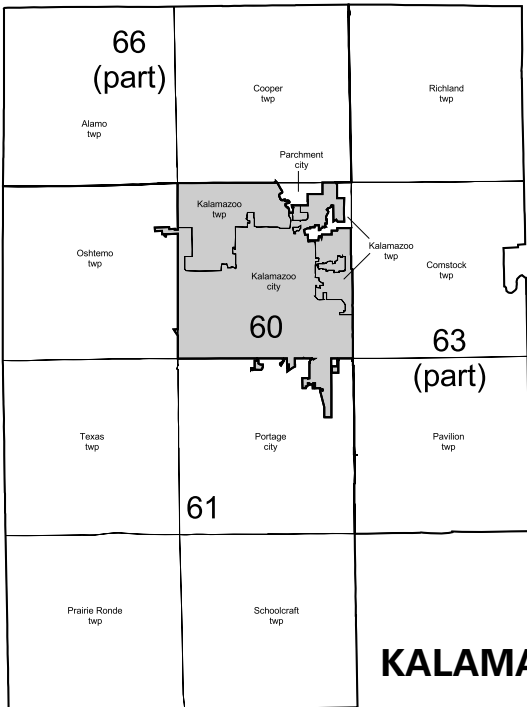 66
(part)
Cooper
twp
Richland
twp
Alamo
twp
Parchment
city
Kalamazoo
twp
Kalamazoo
twp
Oshtemo
twp
Comstock
twp
Kalamazoo
city
60
63
(part)
Texas
twp
Portage
city
Pavilion
twp
61
Prairie Ronde
twp
Schoolcraft
twp
KALAMA